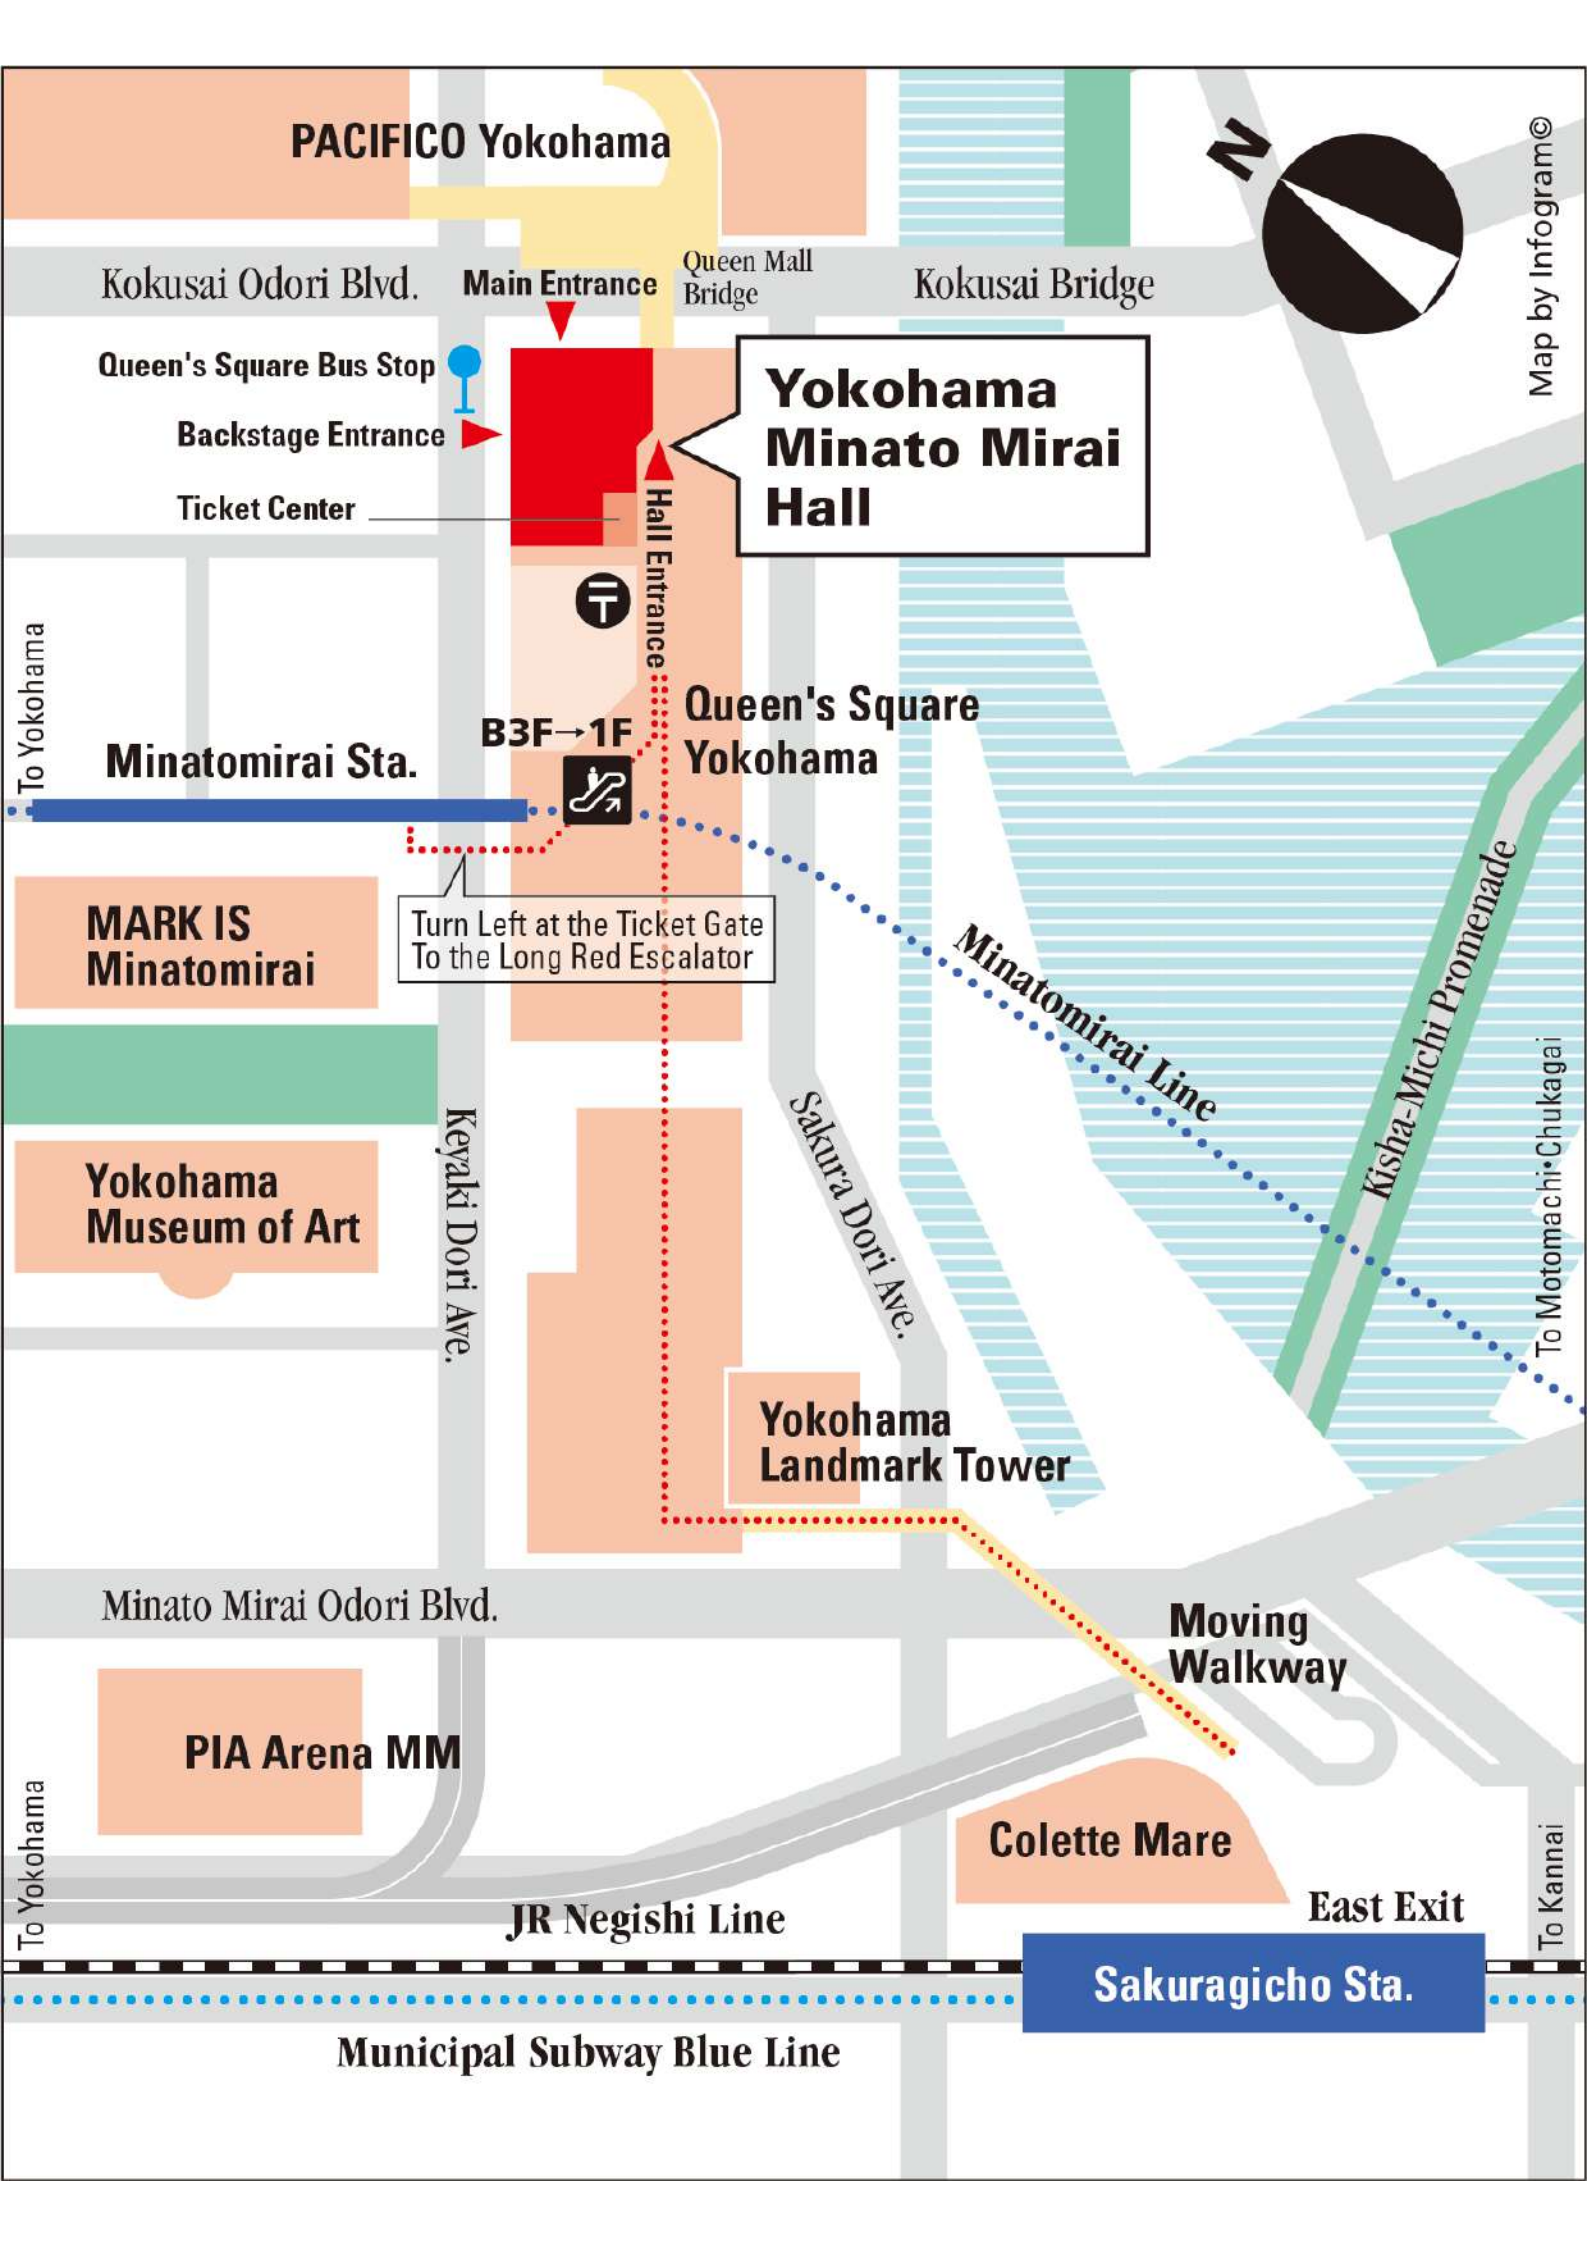 PACIFICO Yokohama
N
Map by Infogram©
Kokusai Odori Blvd.
Main Entrance
Queen Mall
Bridge
Kokusai Bridge
Queen's Square Bus Stop
Backstage Entrance
Ticket Center
Yokohama
Minato Mirai
Hall
Hall Entrance
〒
To Yokohama
B3F→1F
Queen's Square
Yokohama
Minatomirai Sta.
Turn Left at the Ticket Gate
To the Long Red Escalator
MARK IS
Minatomirai
Minatomirai Line
Kisha-Michi Promenade
To Motomachi•Chukagai
Yokohama
Museum of Art
Keyaki Dori Ave.
Sakura Dori Ave.
Yokohama
Landmark Tower
Minato Mirai Odori Blvd.
Moving
Walkway
PIA Arena MM
To Yokohama
Colette Mare
To Kannai
East Exit
JR Negishi Line
Sakuragicho Sta.
Municipal Subway Blue Line